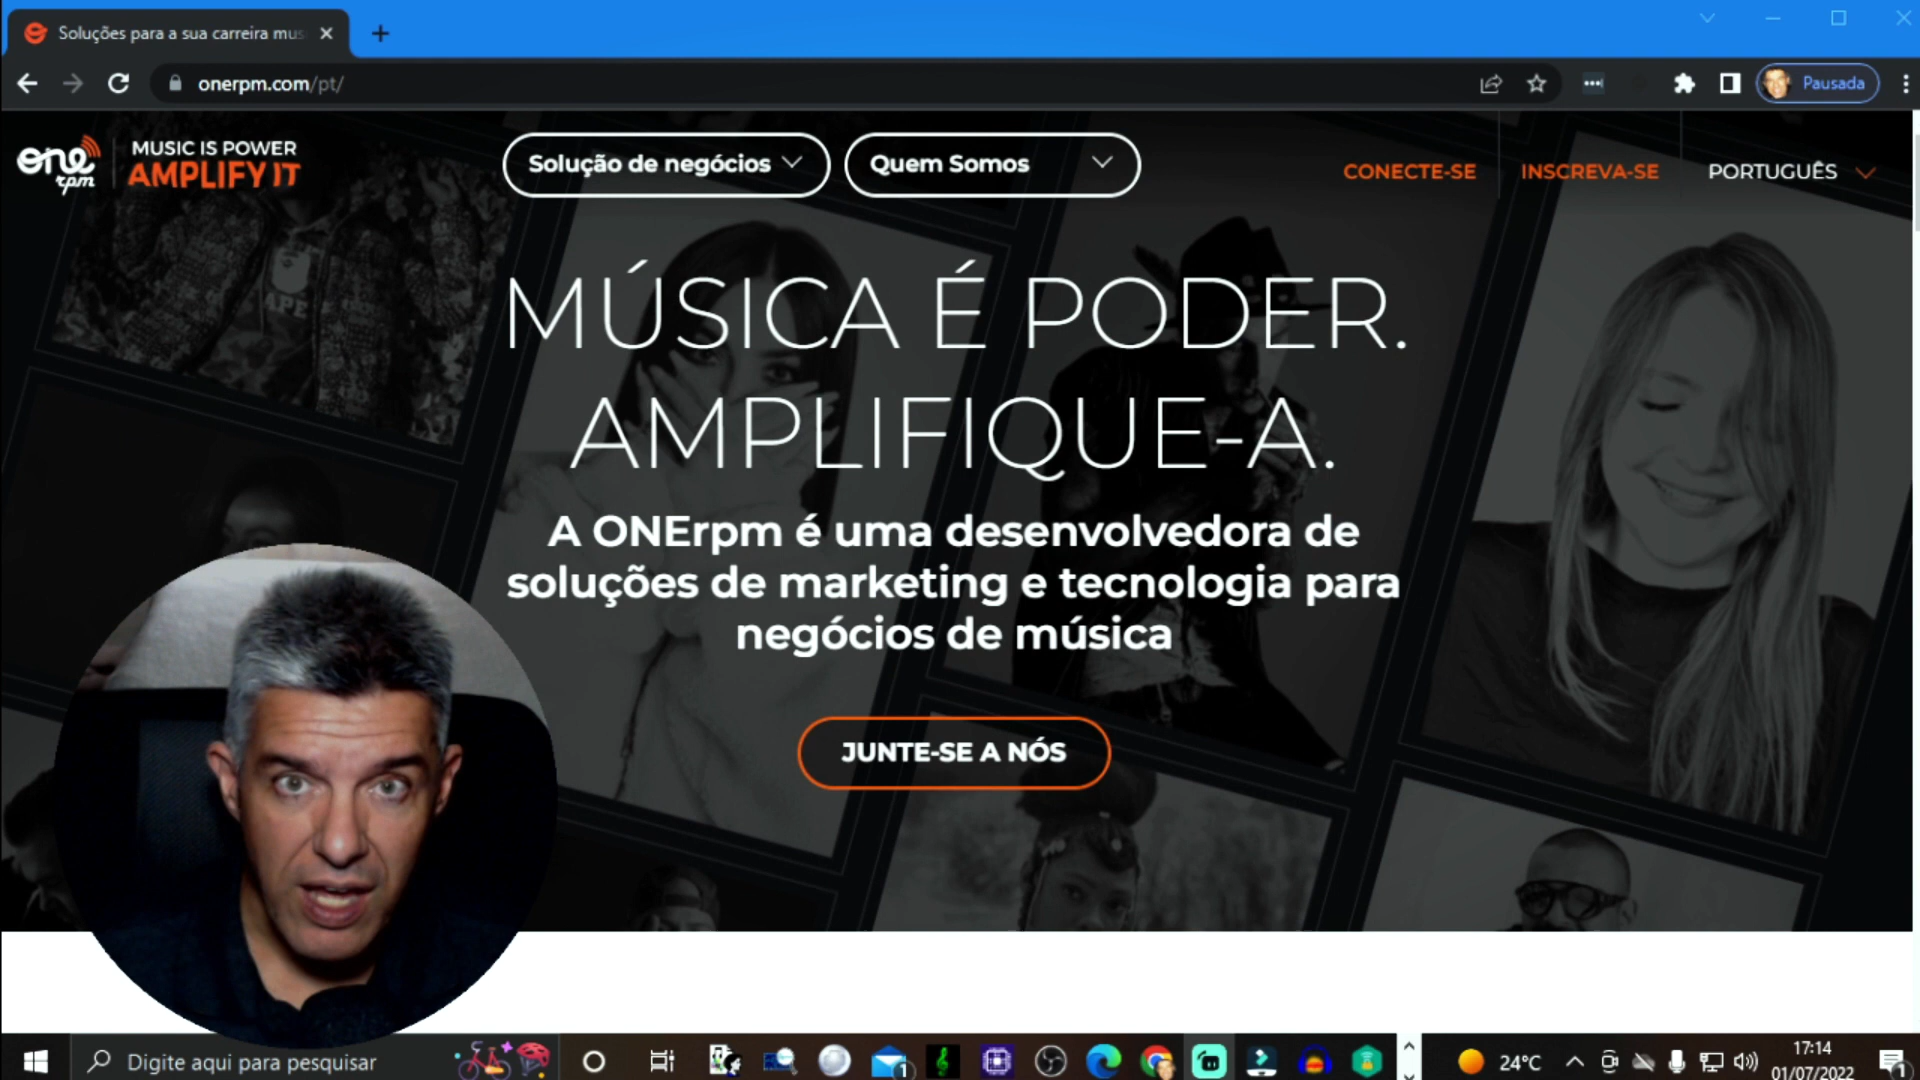 Soluções para a sua carreira mus
onerpm.com/pt/
Pausada
one rpm
MUSIC IS POWER
AMPLIFY IT
Solução de negócios
Quem Somos
CONECTE-SE
INSCREVA-SE
PORTUGUÊS
MÚSICA É PODER.
AMPLIFIQUE-A.
A ONErpm é uma desenvolvedora de
soluções de marketing e tecnologia para
negócios de música
JUNTE-SE A NÓS
Digite aqui para pesquisar
1
24°C
17:14
01/07/2022
1